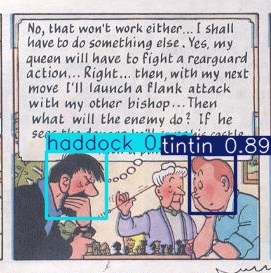 No, that won't work either... I shall
have to do something else. Yes, my
queen will have to fight a rearguard
action... Right... then, with my next
move I'll launch a flank attack
with my other bishop... Then
what will the enemy do? If he
haddock 0.
tintin 0.89